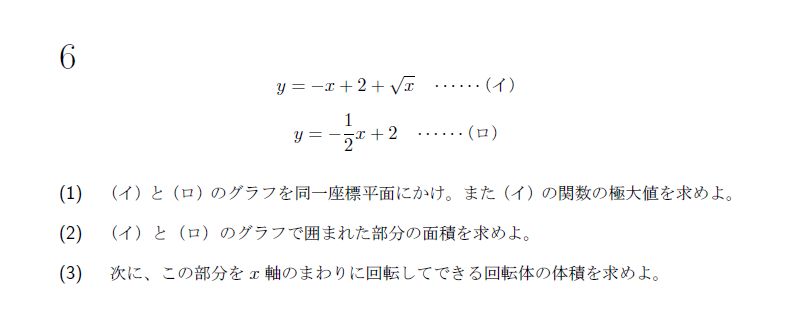 6
y = −x + 2 + √x ······(イ)
y = −1/2 x + 2 ······(ロ)
(1) (イ) と (ロ) のグラフを同一座標平面にかけ。また (イ) の関数の極大値を求めよ。
(2) (イ) と (ロ) のグラフで囲まれた部分の面積を求めよ。
(3) 次に、この部分を x 軸のまわりに回転してできる回転体の体積を求めよ。